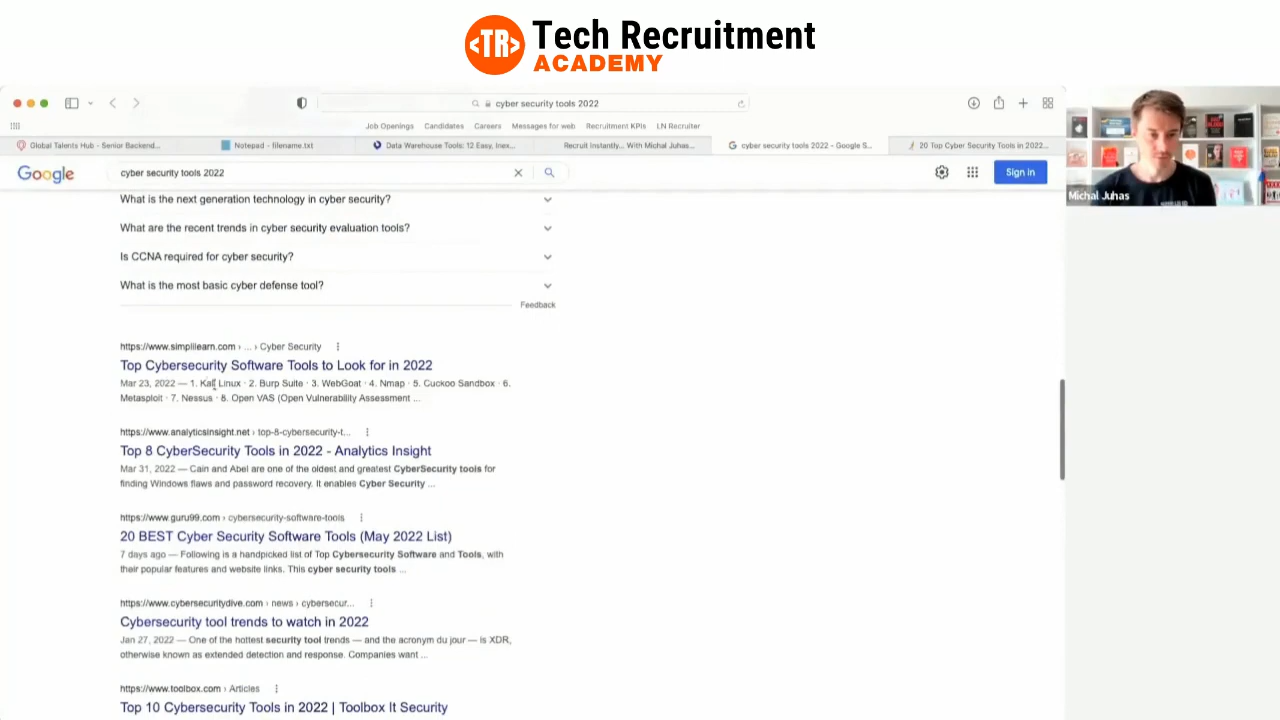 <TR> Tech Recruitment
ACADEMY
cyber security tools 2022
Job Openings Candidates Careers Messages for web Recruitment KPIs LN Recruiter
Global Talents Hub - Senior Backend...
Notepad - filename.txt
Data Warehouse Tools: 12 Easy, Inex...
Recruit Instantly... With Michal Juhas...
G cyber security tools 2022 - Google S...
20 Top Cyber Security Tools in 2022...
Google
cyber security tools 2022
Sign in
Michal Juhas
What is the next generation technology in cyber security?
What are the recent trends in cyber security evaluation tools?
Is CCNA required for cyber security?
What is the most basic cyber defense tool?
Feedback
https://www.simplilearn.com › ... › Cyber Security
Top Cybersecurity Software Tools to Look for in 2022
Mar 23, 2022 — 1. Kali Linux · 2. Burp Suite · 3. WebGoat · 4. Nmap · 5. Cuckoo Sandbox · 6.
Metasploit · 7. Nessus · 8. Open VAS (Open Vulnerability Assessment ...
https://www.analyticsinsight.net › top-8-cybersecurity-t...
Top 8 CyberSecurity Tools in 2022 - Analytics Insight
Mar 31, 2022 — Cain and Abel are one of the oldest and greatest CyberSecurity tools for
finding Windows flaws and password recovery. It enables Cyber Security ...
https://www.guru99.com › cybersecurity-software-tools
20 BEST Cyber Security Software Tools (May 2022 List)
7 days ago — Following is a handpicked list of Top Cybersecurity Software and Tools, with
their popular features and website links. This cyber security tools ...
https://www.cybersecuritydive.com › news › cybersecur...
Cybersecurity tool trends to watch in 2022
Jan 27, 2022 — One of the hottest security tool trends — and the acronym du jour — is XDR,
otherwise known as extended detection and response. Companies want ...
https://www.toolbox.com › Articles
Top 10 Cybersecurity Tools in 2022 | Toolbox It Security